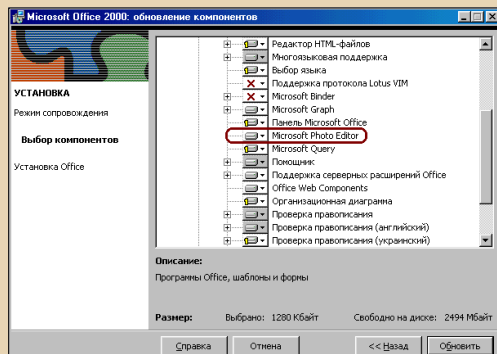 Microsoft Office 2000: обновление компонентов
УСТАНОВКА
Режим сопровождения
Выбор компонентов
Установка Office
Редактор HTML-файлов
Многоязыковая поддержка
Выбор языка
Поддержка протокола Lotus VIM
Microsoft Binder
Microsoft Graph
Панель Microsoft Office
Microsoft Photo Editor
Microsoft Query
Помощник
Поддержка серверных расширений Office
Office Web Components
Организационная диаграмма
Проверка правописания
Проверка правописания (английский)
Проверка правописания (украинский)
Описание:
Программы Office, шаблоны и формы
Размер: Выбрано: 1280 Кбайт Свободно на диске: 2494 Мбайт
Справка Отмена << Назад Обновить